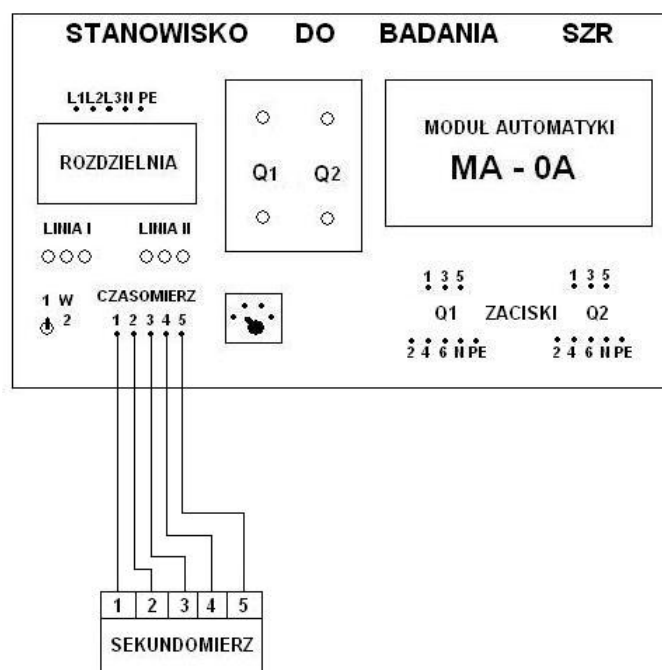 STANOWISKO DO BADANIA SZR
L1L2L3N PE
ROZDZIELNIA
LINIA I LINIA II
Q1 Q2
MODUŁ AUTOMATYKI
MA - 0A
1 W
2
CZASOMIERZ
1 2 3 4 5
1 3 5 1 3 5
Q1 ZACISKI Q2
2 4 6 N PE 2 4 6 N PE
1 2 3 4 5
SEKUNDOMIERZ